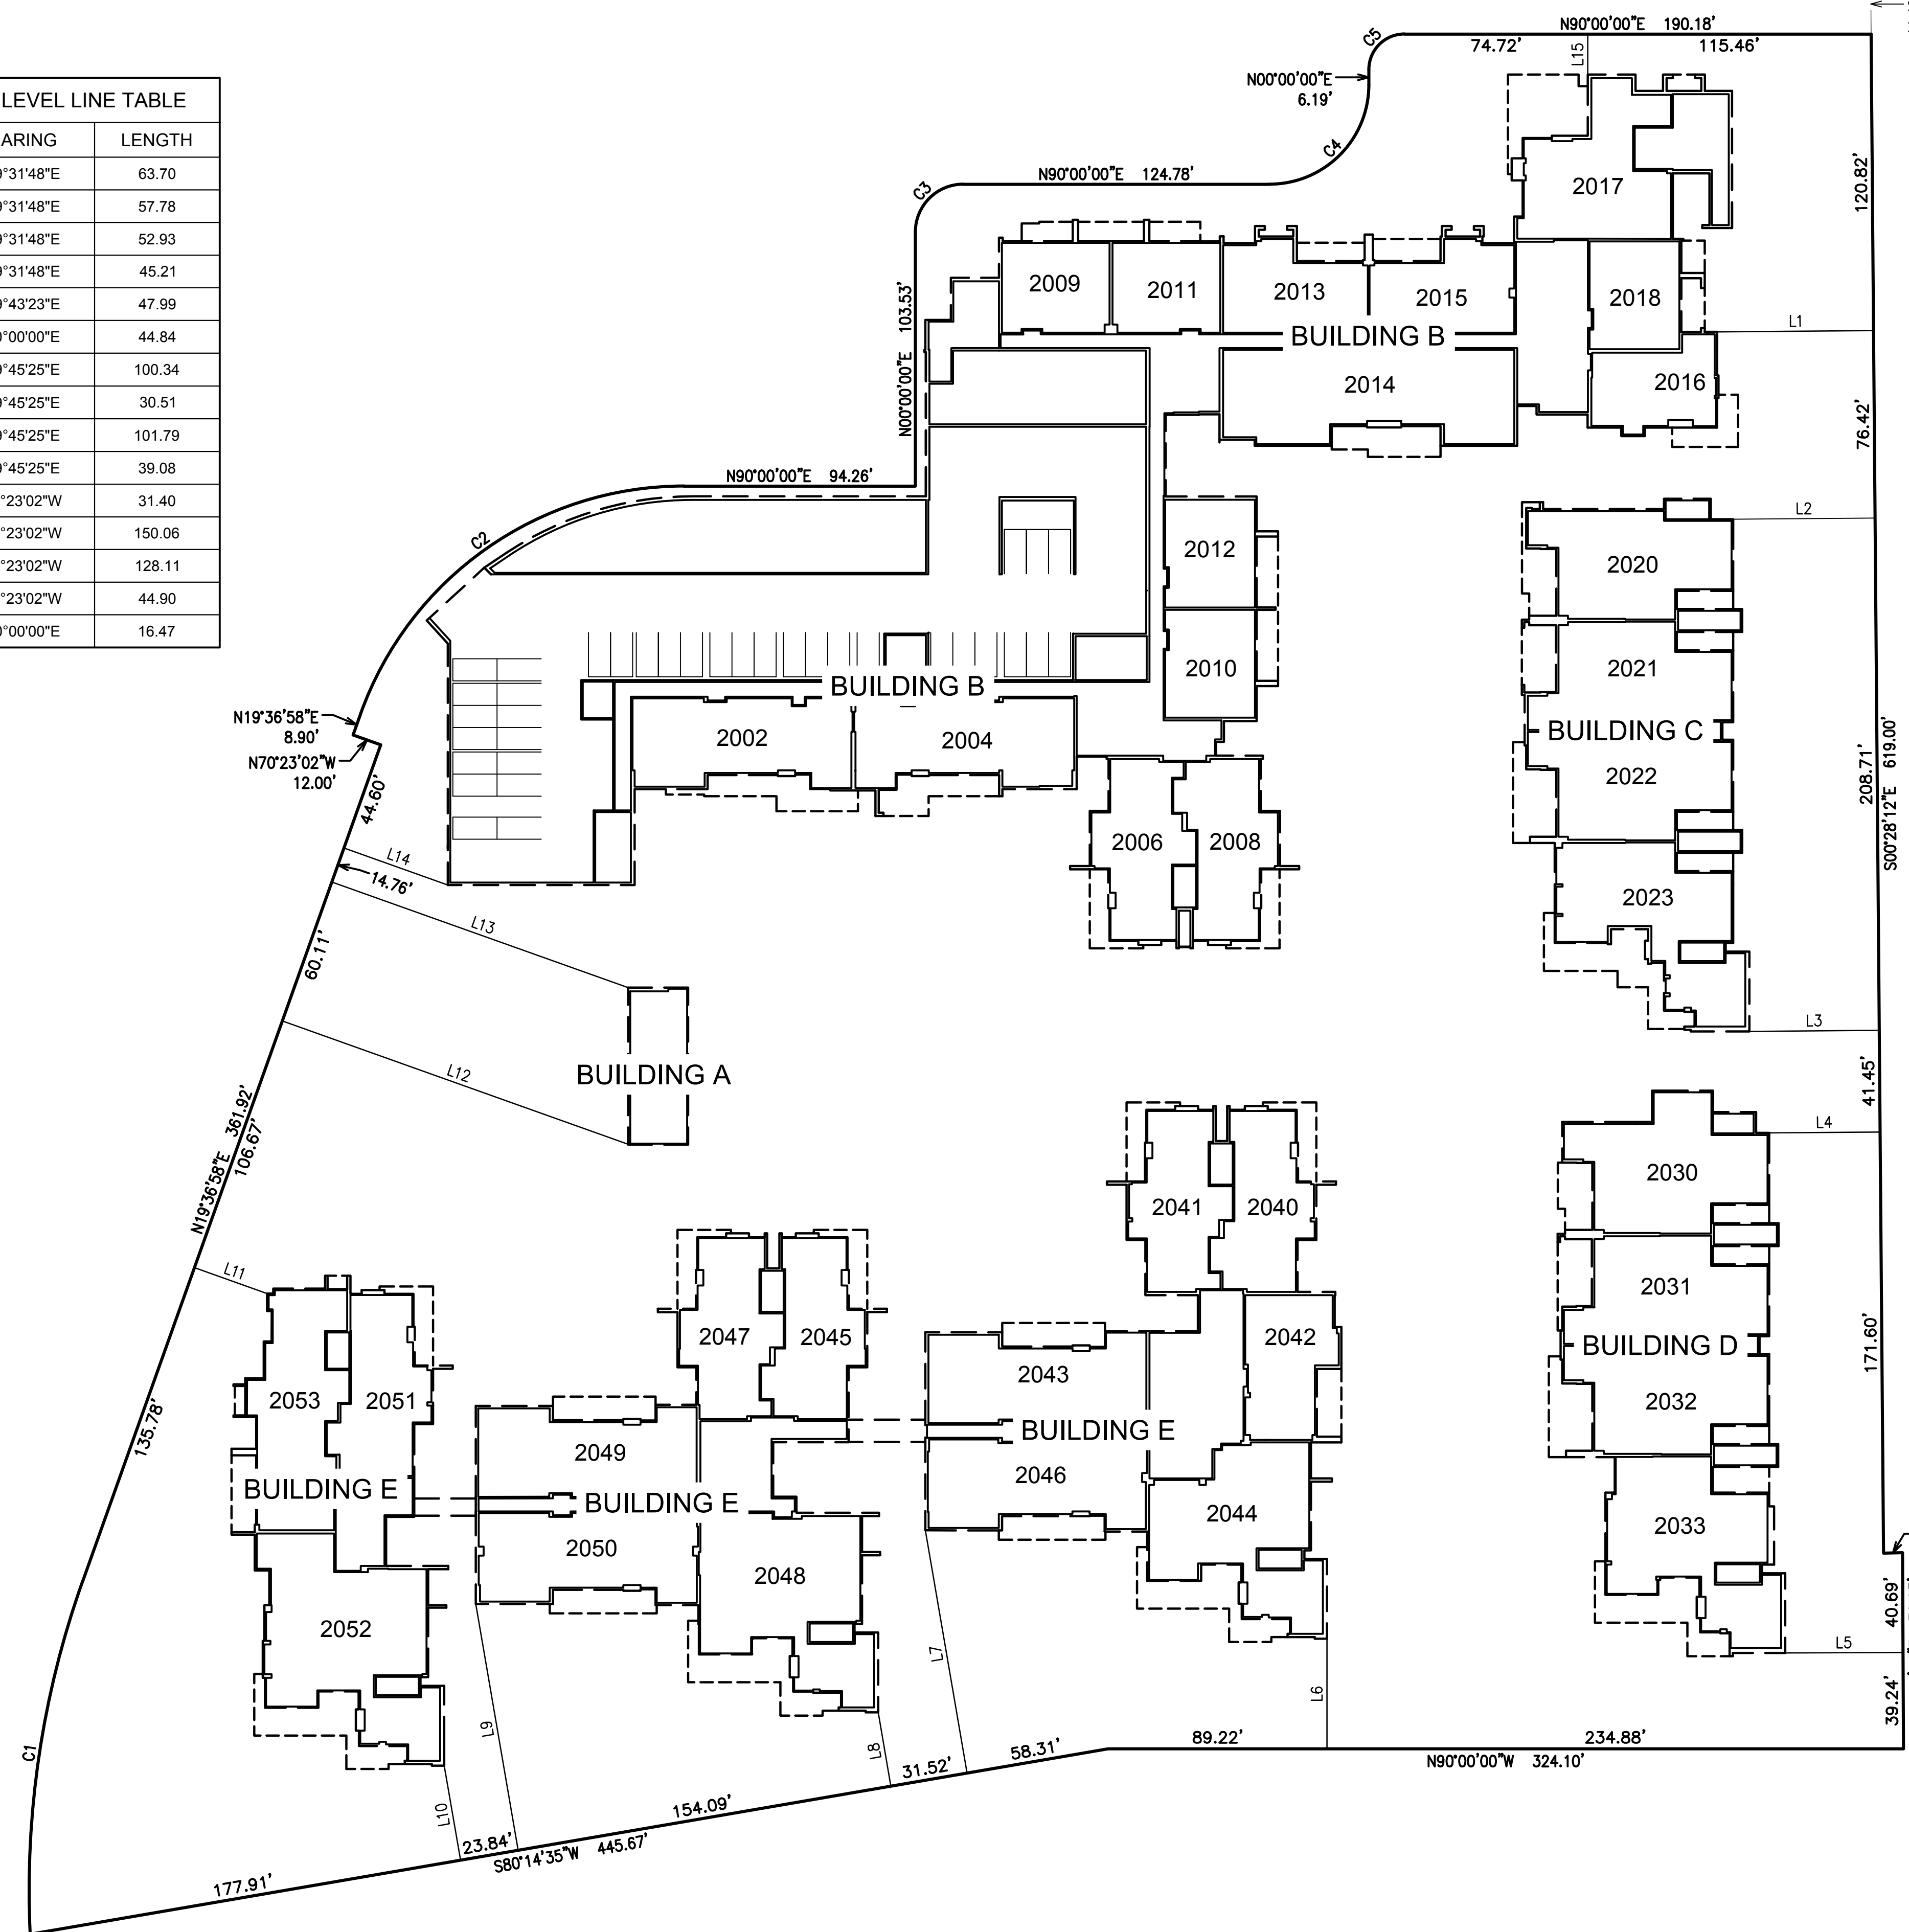 LEVEL LINE TABLE
ARING LENGTH
9°31'48"E 63.70
9°31'48"E 57.78
9°31'48"E 52.93
9°31'48"E 45.21
9°43'23"E 47.99
0°00'00"E 44.84
9°45'25"E 100.34
9°45'25"E 30.51
9°45'25"E 101.79
9°45'25"E 39.08
°23'02"W 31.40
°23'02"W 150.06
°23'02"W 128.11
°23'02"W 44.90
0°00'00"E 16.47
N90°00'00"E 190.18'
74.72'
L15
115.46'
C5
N00°00'00"E
6.19'
C4
N90°00'00"E 124.78'
C3
120.82'
2017
N00°00'00"E 103.53'
2009
2011
2013
2015
2018
BUILDING B
L1
2014
2016
76.42'
N90°00'00"E 94.26'
C2
L2
2012
2020
2010
2021
BUILDING B
2002
2004
BUILDING C
2022
208.71'
S00°28'12"E 619.00'
N19°36'58"E
8.90'
N70°23'02"W
12.00'
44.60'
L14
14.76'
2006
2008
2023
L13
60.11'
L3
L12
BUILDING A
41.45'
N19°36'58"E 361.92'
106.67'
L4
2030
2041
2040
L11
2031
2047
2045
2042
2043
BUILDING D
171.60'
2053
2051
2032
135.78'
BUILDING E
2049
2046
BUILDING E
BUILDING E
2044
2033
2050
2048
40.69'
2052
L5
L7
L6
39.24'
L9
L8
89.22'
234.88'
N90°00'00"W 324.10'
C1
58.31'
31.52'
L10
154.09'
23.84'
S80°14'35"W 445.67'
177.91'